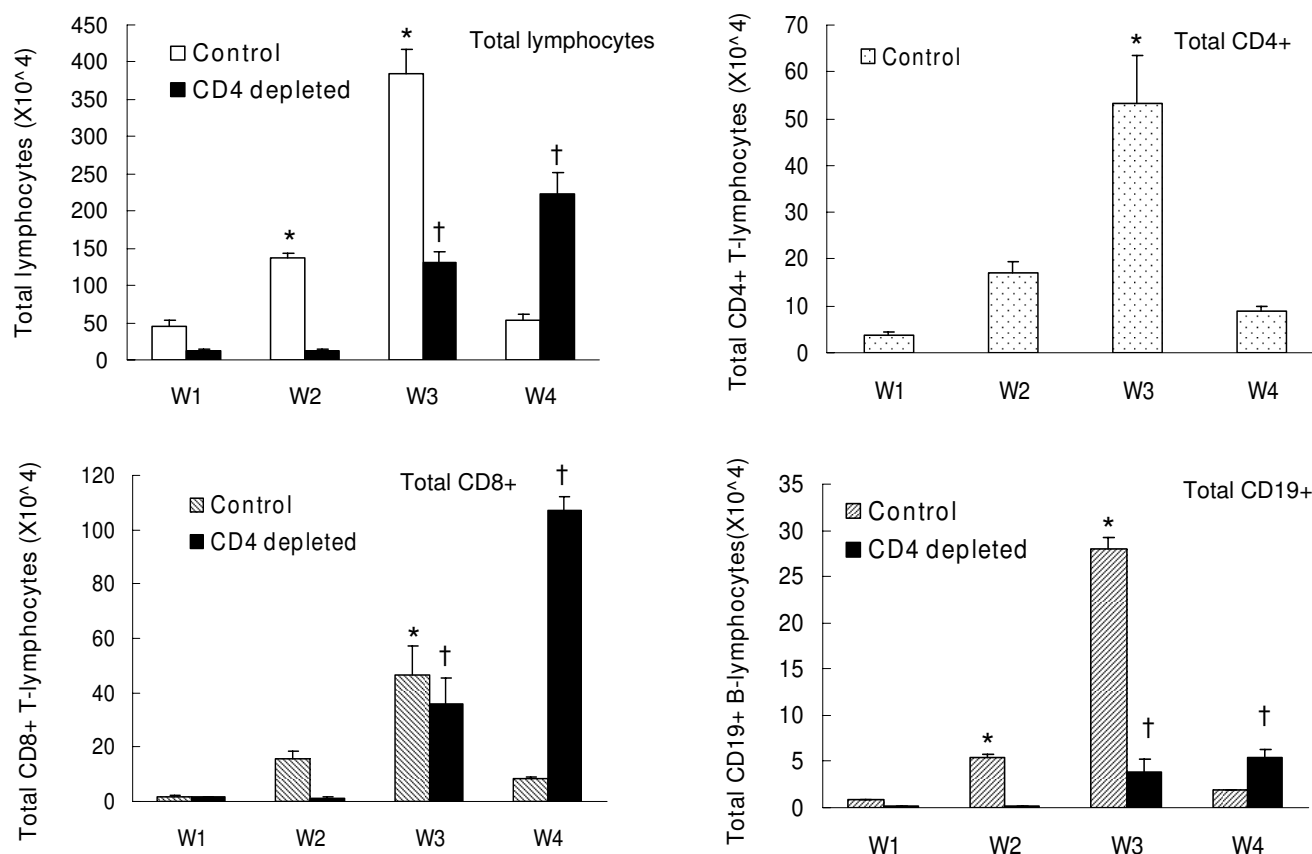 Total lymphocytes (X10^4)
450
400
350
300
250
200
150
100
50
0
Control
CD4 depleted
Total lymphocytes
*
*
†
†
W1 W2 W3 W4
Total CD4+ T-lymphocytes (X10^4)
70
60
50
40
30
20
10
0
Control
Total CD4+
*
W1 W2 W3 W4
Total CD8+ T-lymphocytes (X10^4)
120
100
80
60
40
20
0
Control
CD4 depleted
Total CD8+
*
†
†
W1 W2 W3 W4
Total CD19+ B-lymphocytes(X10^4)
35
30
25
20
15
10
5
0
Control
CD4 depleted
Total CD19+
*
*
†
†
W1 W2 W3 W4